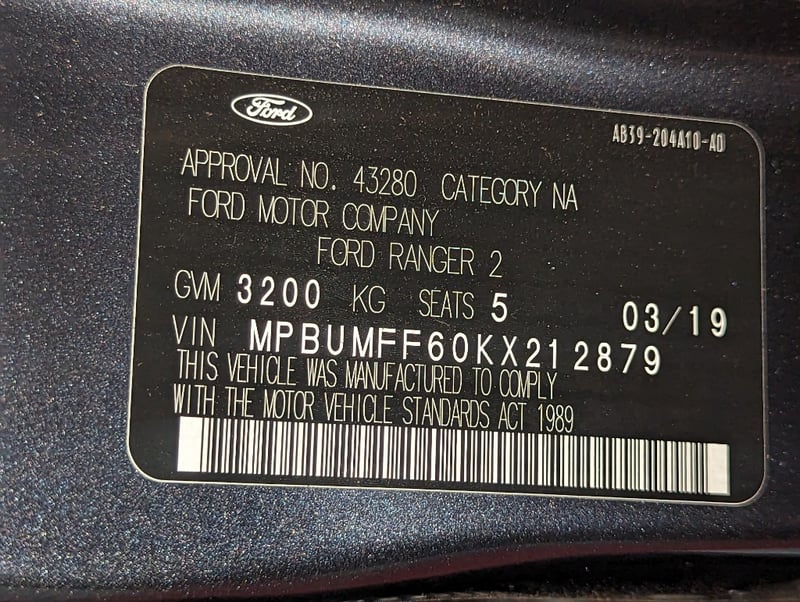 Ford
AB39-204A10-AD
APPROVAL NO. 43280 CATEGORY NA
FORD MOTOR COMPANY
FORD RANGER 2
GVM 3200 KG SEATS 5 03/19
VIN MPBUMFF60KX212879
THIS VEHICLE WAS MANUFACTURED TO COMPLY
WITH THE MOTOR VEHICLE STANDARDS ACT 1989